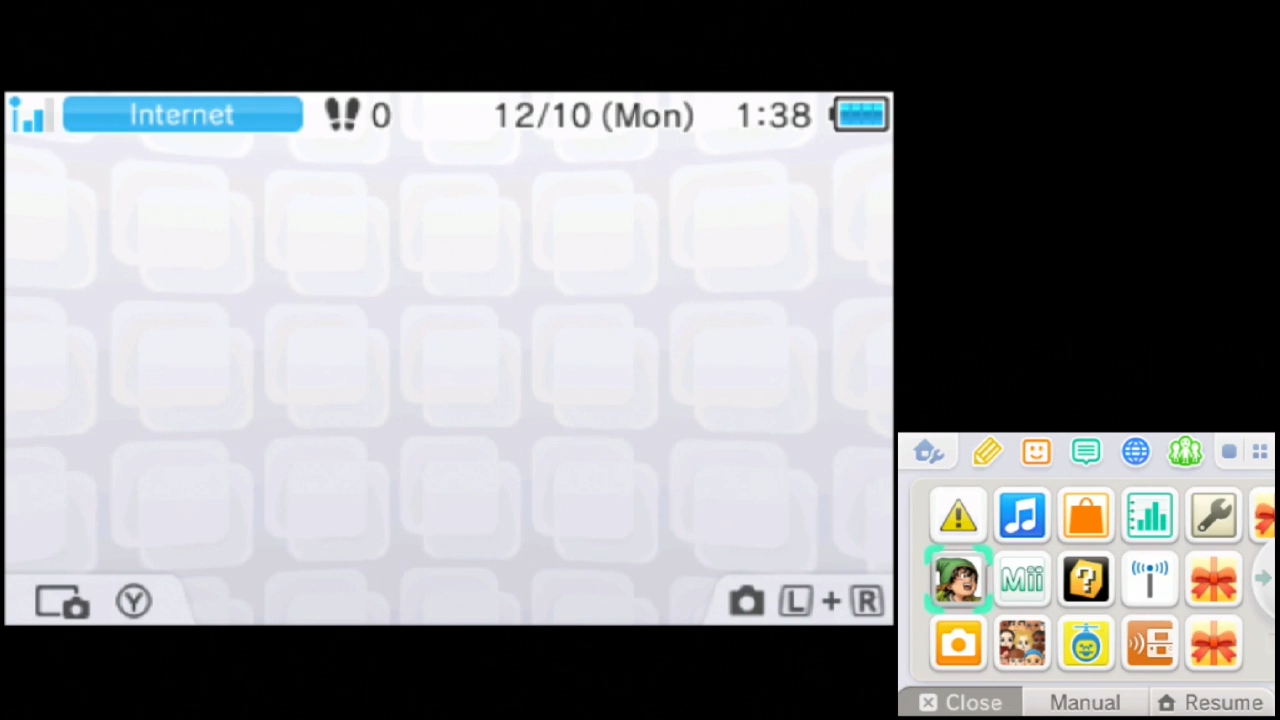 Internet 0 12/10 (Mon) 1:38
Y
L + R
Mii
?
Close Manual Resume